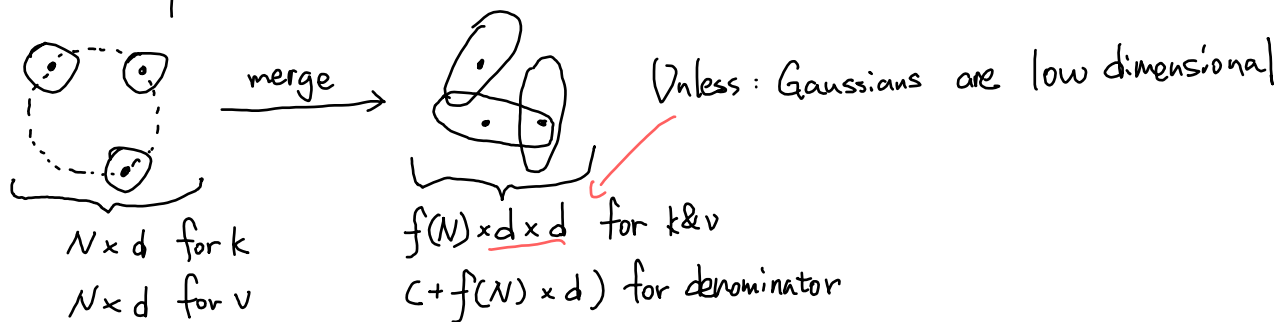 merge
Unless : Gaussians are low dimensional
N × d for k
N × d for v
f(N) × d × d for k&v
(+ f(N) × d) for denominator